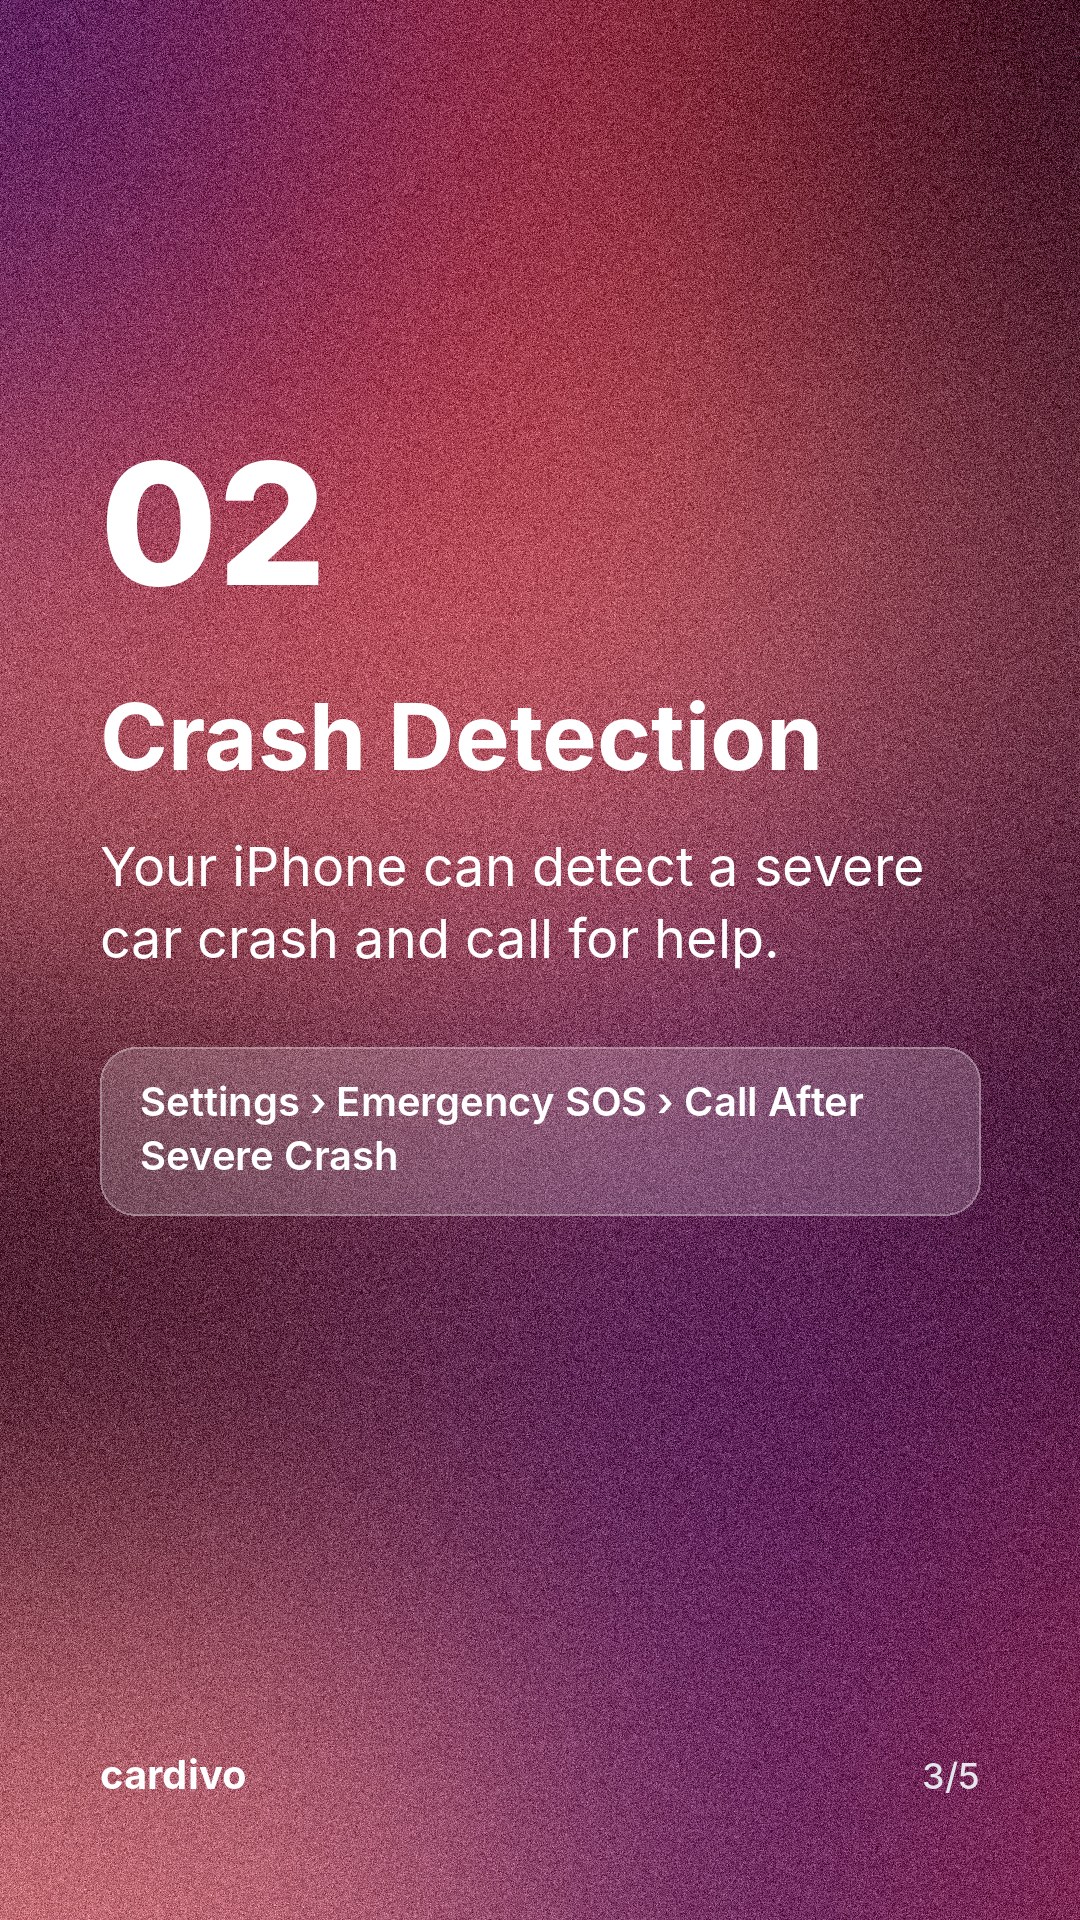 02
Crash Detection
Your iPhone can detect a severe
car crash and call for help.
Settings › Emergency SOS › Call After
Severe Crash
cardivo
3/5